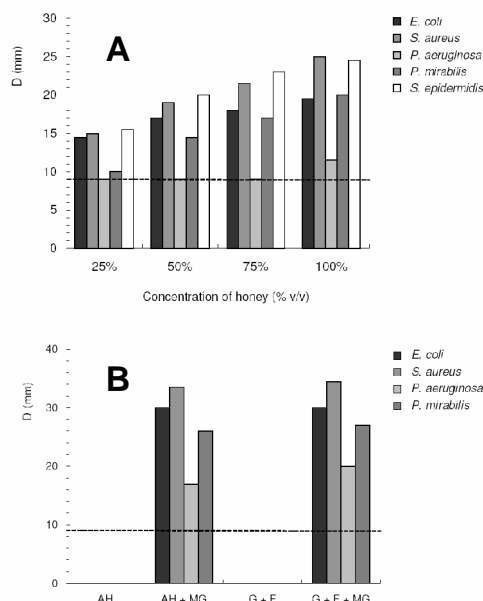 A
D (mm)
30
25
20
15
10
5
0
25% 50% 75% 100%
Concentration of honey (% v/v)
E. coli
S. aureus
P. aeruginosa
P. mirabilis
S. epidermidis
B
D (mm)
40
30
20
10
0
AH AH + MG G + F G + F + MG
E. coli
S. aureus
P. aeruginosa
P. mirabilis